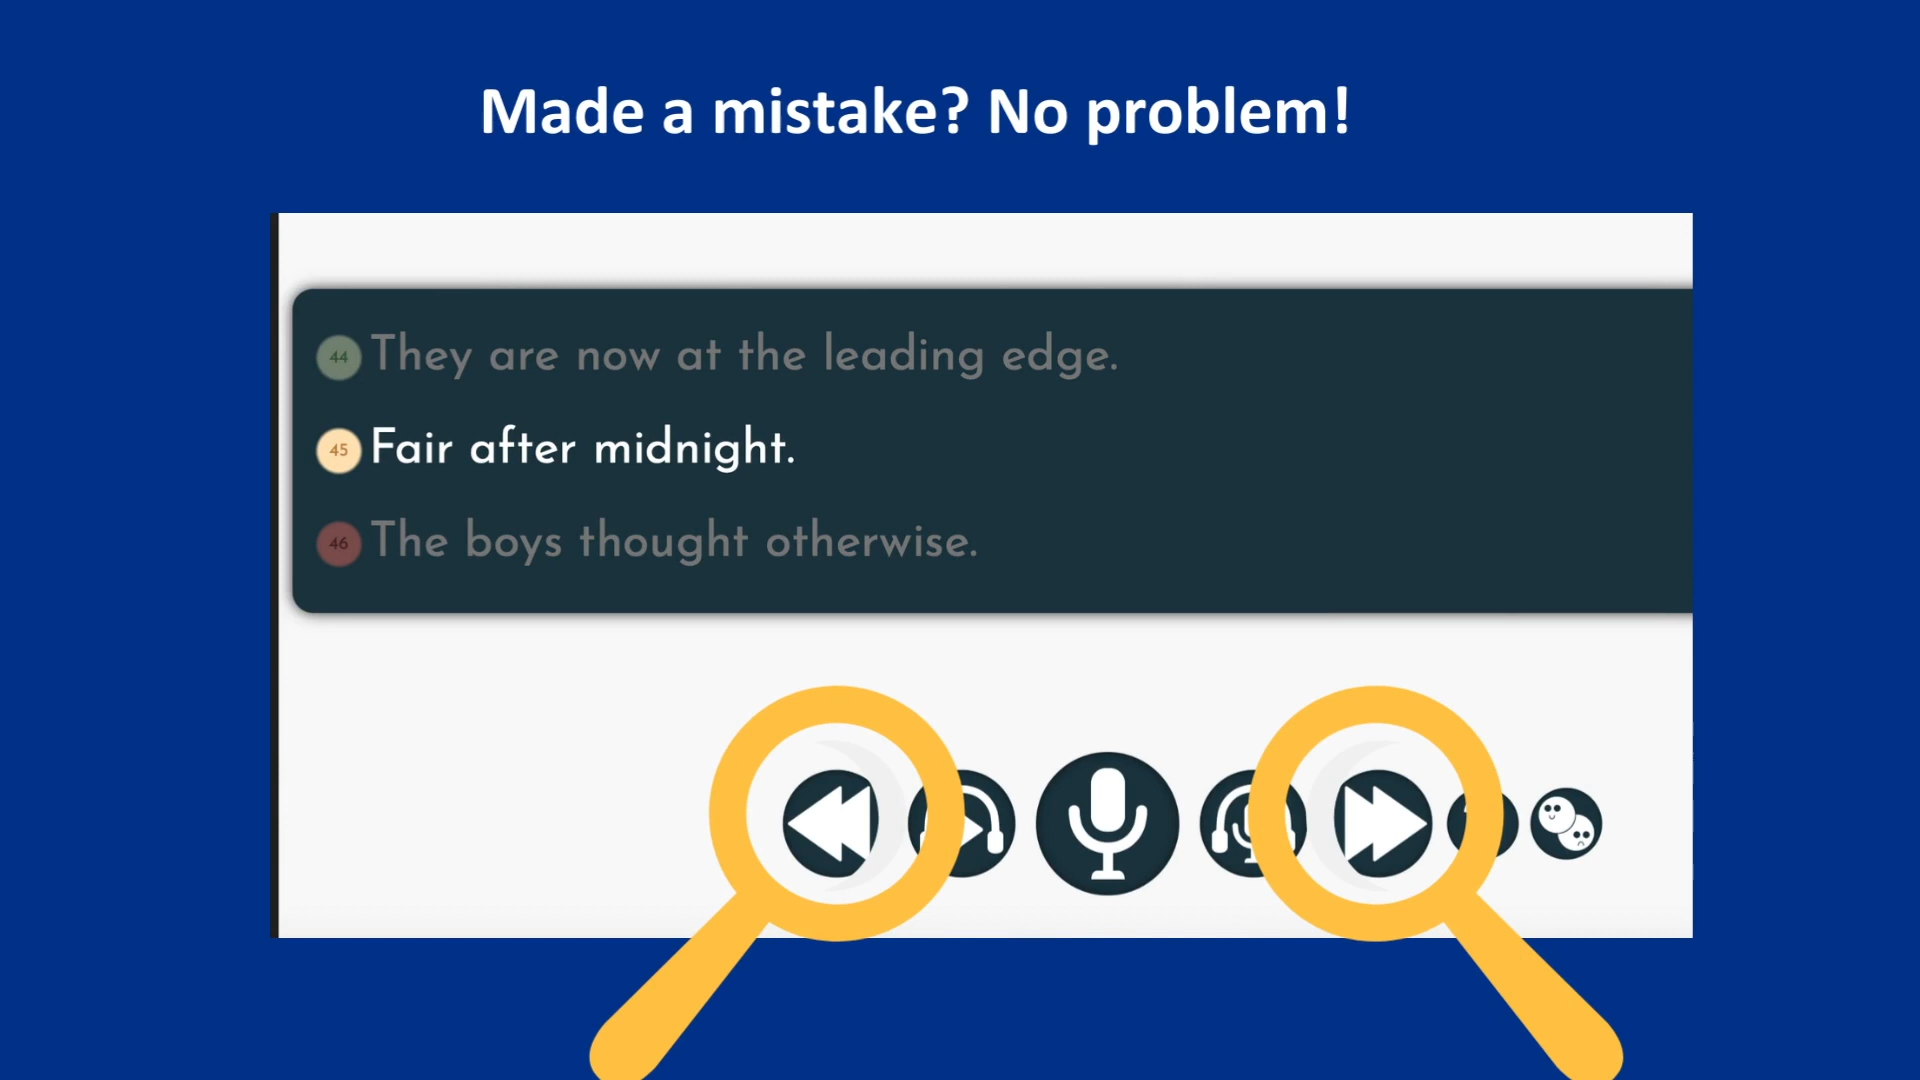 Made a mistake? No problem!
44 They are now at the leading edge.
45 Fair after midnight.
46 The boys thought otherwise.